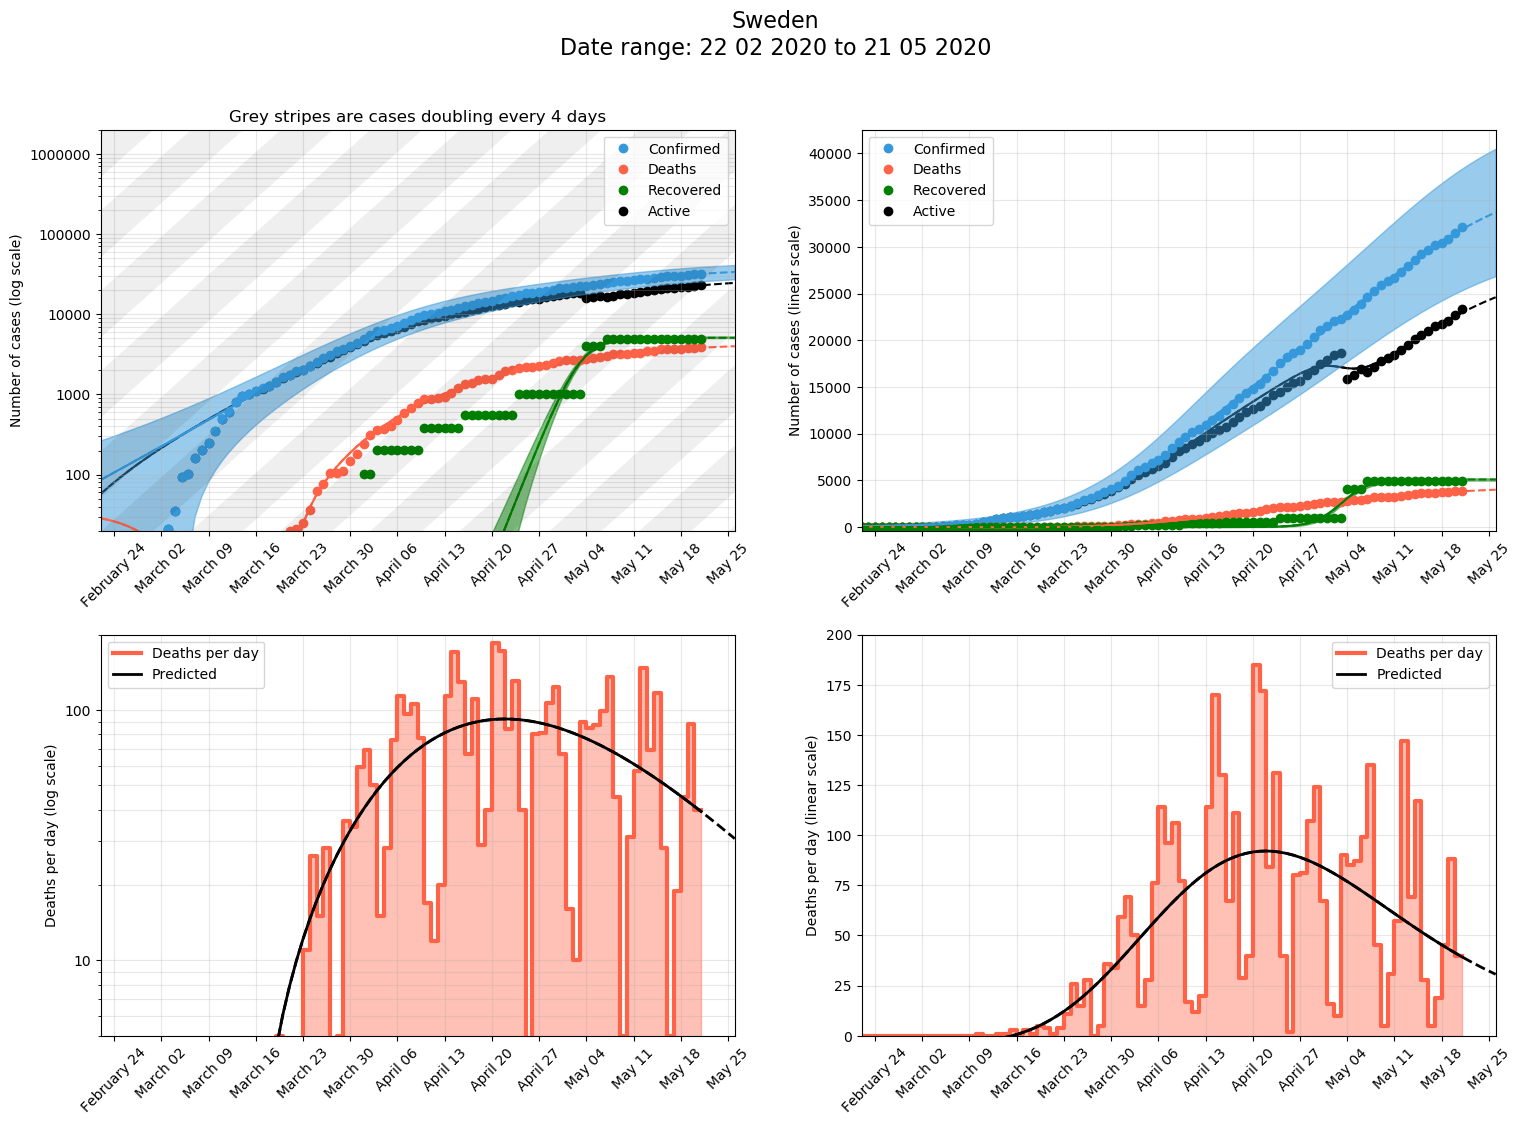 Sweden
Date range: 22 02 2020 to 21 05 2020
Grey stripes are cases doubling every 4 days
Number of cases (log scale)
1000000
100000
10000
1000
100
Confirmed
Deaths
Recovered
Active
February 24
March 02
March 09
March 16
March 23
March 30
April 06
April 13
April 20
April 27
May 04
May 11
May 18
May 25
Number of cases (linear scale)
40000
35000
30000
25000
20000
15000
10000
5000
0
Confirmed
Deaths
Recovered
Active
February 24
March 02
March 09
March 16
March 23
March 30
April 06
April 13
April 20
April 27
May 04
May 11
May 18
May 25
Deaths per day (log scale)
100
10
Deaths per day
Predicted
February 24
March 02
March 09
March 16
March 23
March 30
April 06
April 13
April 20
April 27
May 04
May 11
May 18
May 25
Deaths per day (linear scale)
200
175
150
125
100
75
50
25
0
Deaths per day
Predicted
February 24
March 02
March 09
March 16
March 23
March 30
April 06
April 13
April 20
April 27
May 04
May 11
May 18
May 25